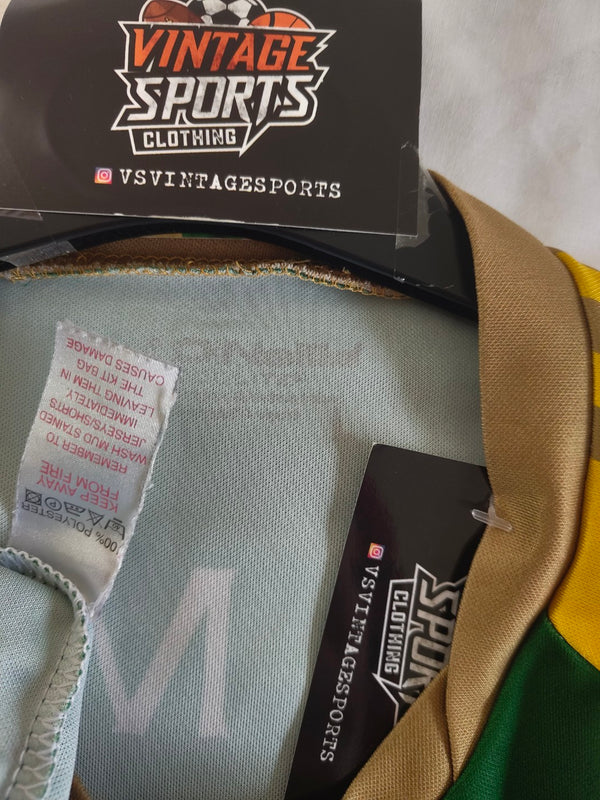 VINTAGE
SPORTS
CLOTHING
VSVINTAGESPORTS
100% POLYESTER
KEEP AWAY
FROM FIRE
REMEMBER TO
WASH MUD STAINED
JERSEYS/SHORTS
IMMEDIATELY
LEAVING THEM IN
THE KIT BAG
CAUSES DAMAGE
SPORT
CLOTHING
VSVINTAGESPORTS